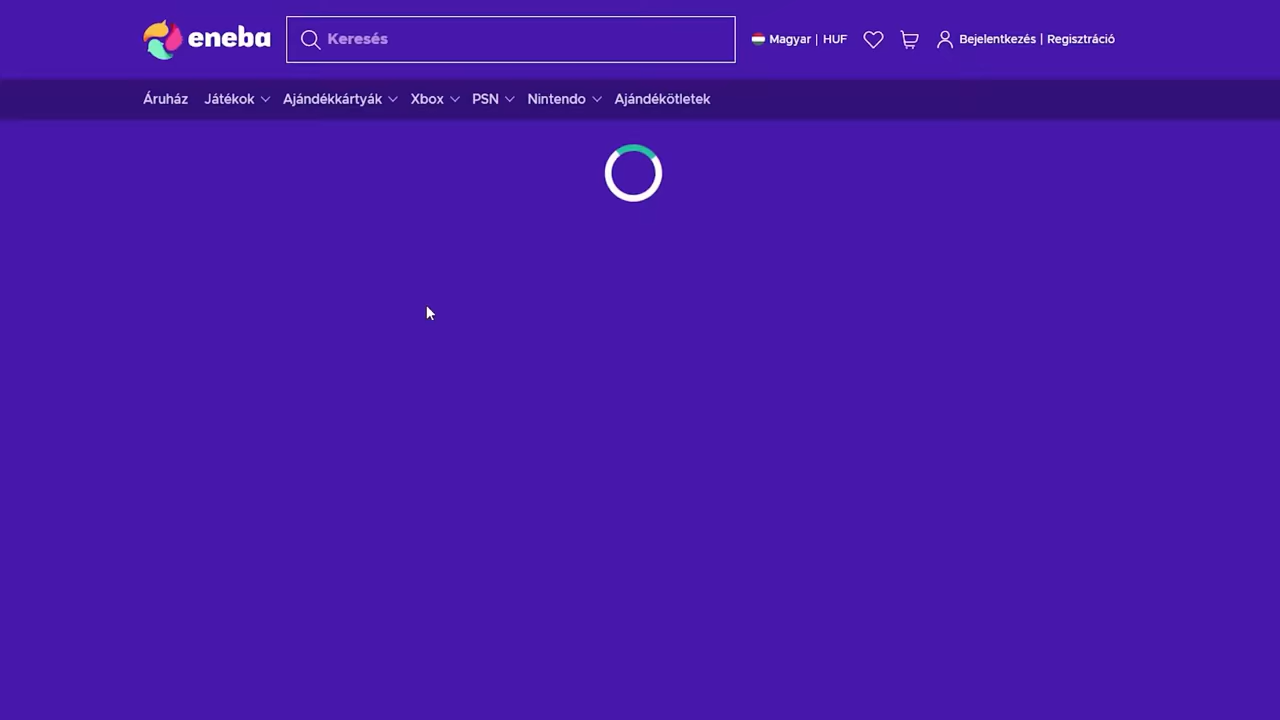 eneba
Keresés
Magyar | HUF
Bejelentkezés | Regisztráció
Áruház Játékok Ajándékkártyák Xbox PSN Nintendo Ajándékötletek